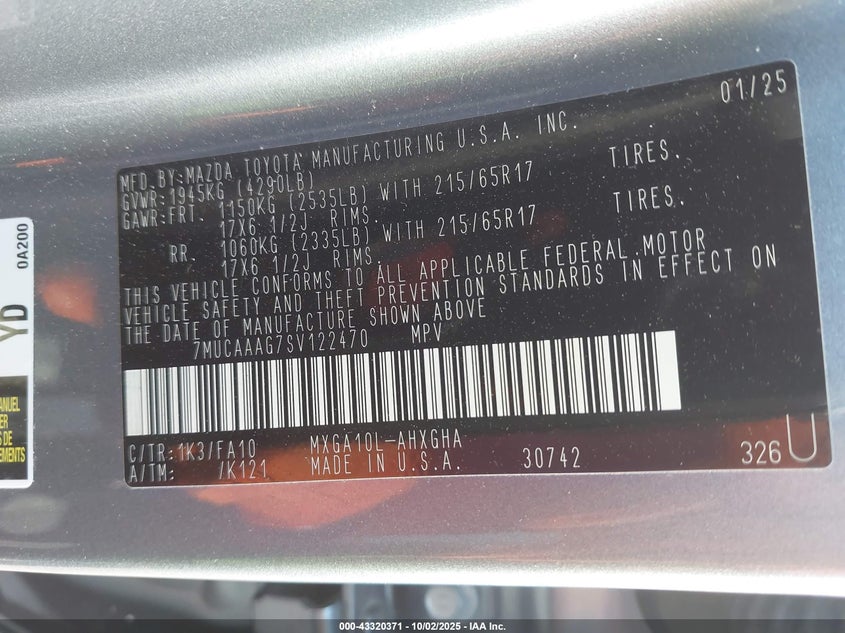 01/25
MFD.BY:MAZDA TOYOTA MANUFACTURING U.S.A. INC.
GVWR:1945KG (4290LB)
GAWR:FRT. 1150KG (2535LB) WITH 215/65R17 TIRES.
17X6 1/2J RIMS.
RR. 1060KG (2335LB) WITH 215/65R17 TIRES.
17X6 1/2J RIMS.
THIS VEHICLE CONFORMS TO ALL APPLICABLE FEDERAL MOTOR
VEHICLE SAFETY AND THEFT PREVENTION STANDARDS IN EFFECT ON
THE DATE OF MANUFACTURE SHOWN ABOVE
7MUCAAAG7SV122470 MPV
C/TR:1K3/FA10 MXGA10L-AHXGHA
A/TM: /K121 MADE IN U.S.A. 30742 326 U
0A200
YD
ANUEL
ER
S DE
EMENTS
000-43320371 - 10/02/2025 - IAA Inc.